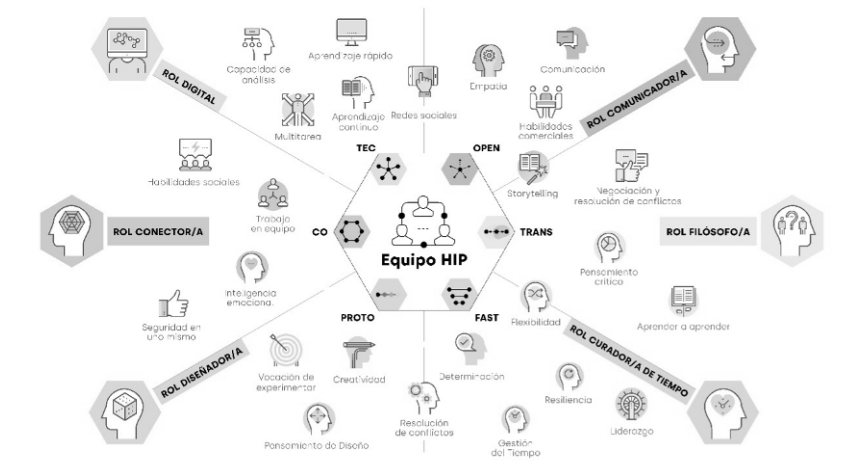 ROL DIGITAL
Capacidad de
análisis
Aprendizaje rápido
Multitarea
Aprendizaje
continuo
Redes sociales
Empatía
Comunicación
Habilidades
comerciales
ROL COMUNICADOR/A
TEC
OPEN
Habilidades sociales
Trabajo
en equipo
Storytelling
Negociación y
resolución de conflictos
ROL CONECTOR/A
CO
Equipo HIP
TRANS
ROL FILÓSOFO/A
Inteligencia
emociona.
Pensamiento
crítico
Seguridad en
uno mismo
PROTO
FAST
Flexibilidad
Aprender a aprender
ROL DISEÑADOR/A
Vocación de
experimentor
Creatividad
Determinación
ROL CURADOR/A DE TIEMPO
Resiliencia
Pensamiento de Diseño
Resolución
de conflictos
Gestión
del Tiempo
Liderazgo